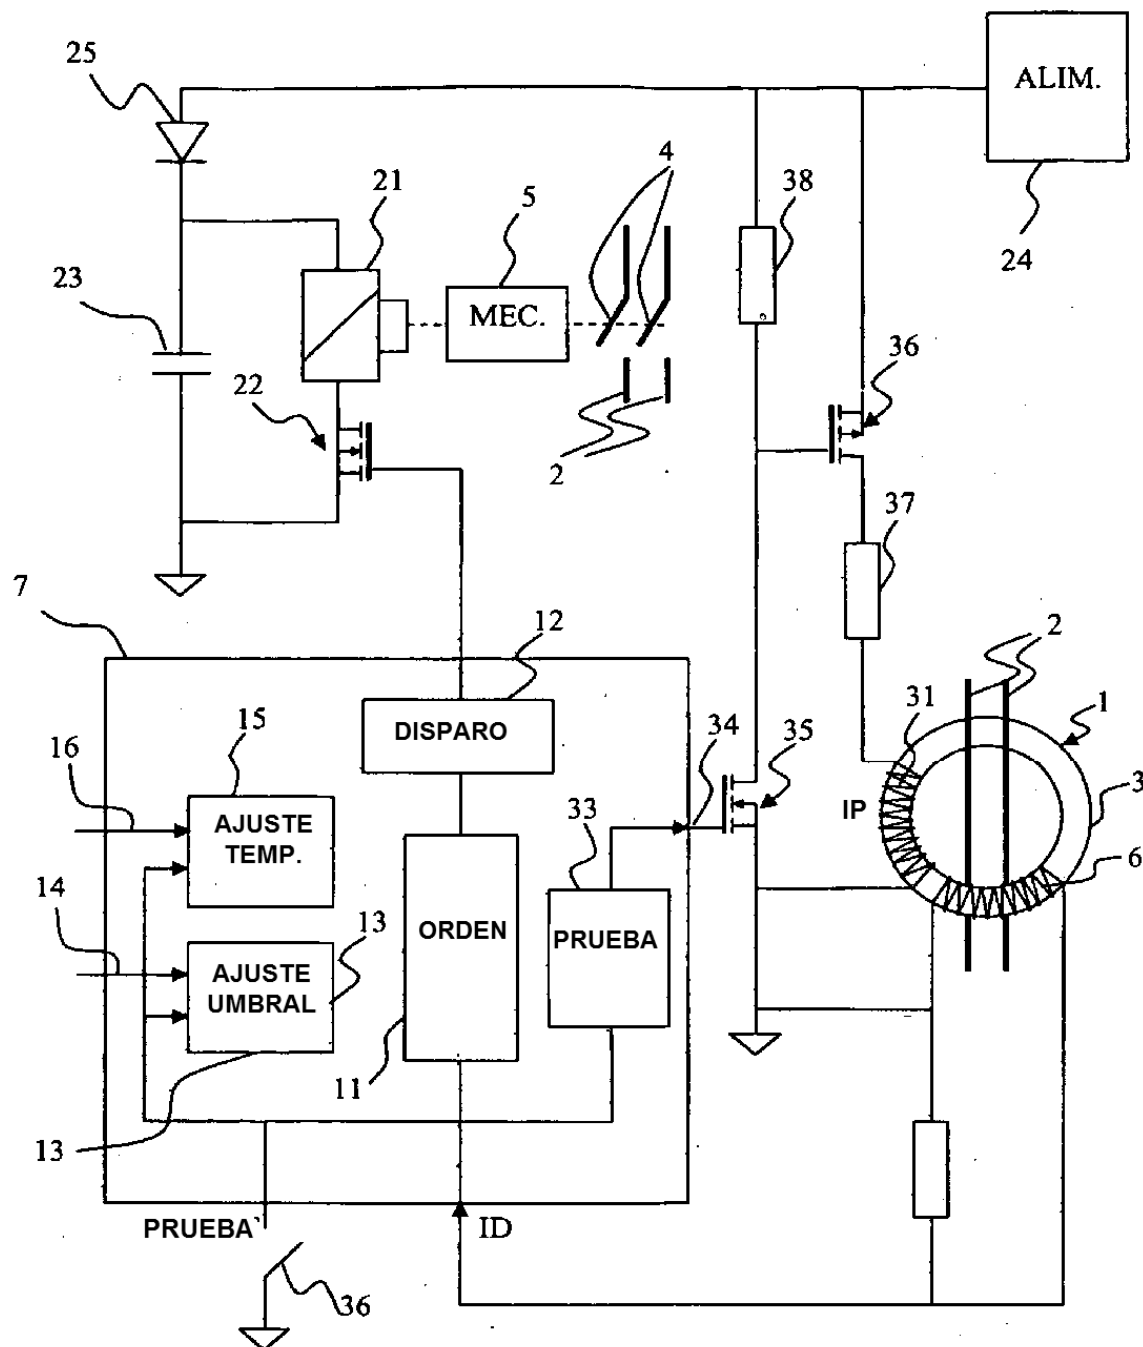 25
ALIM.
4
21
5
38
24
23
MEC.
36
22
2
37
7
12
2
31
1
15
DISPARO
34
35
16
AJUSTE
TEMP.
33
IP
3
6
14
13
ORDEN
PRUEBA
AJUSTE
UMBRAL
11
13
PRUEBA
ID
36